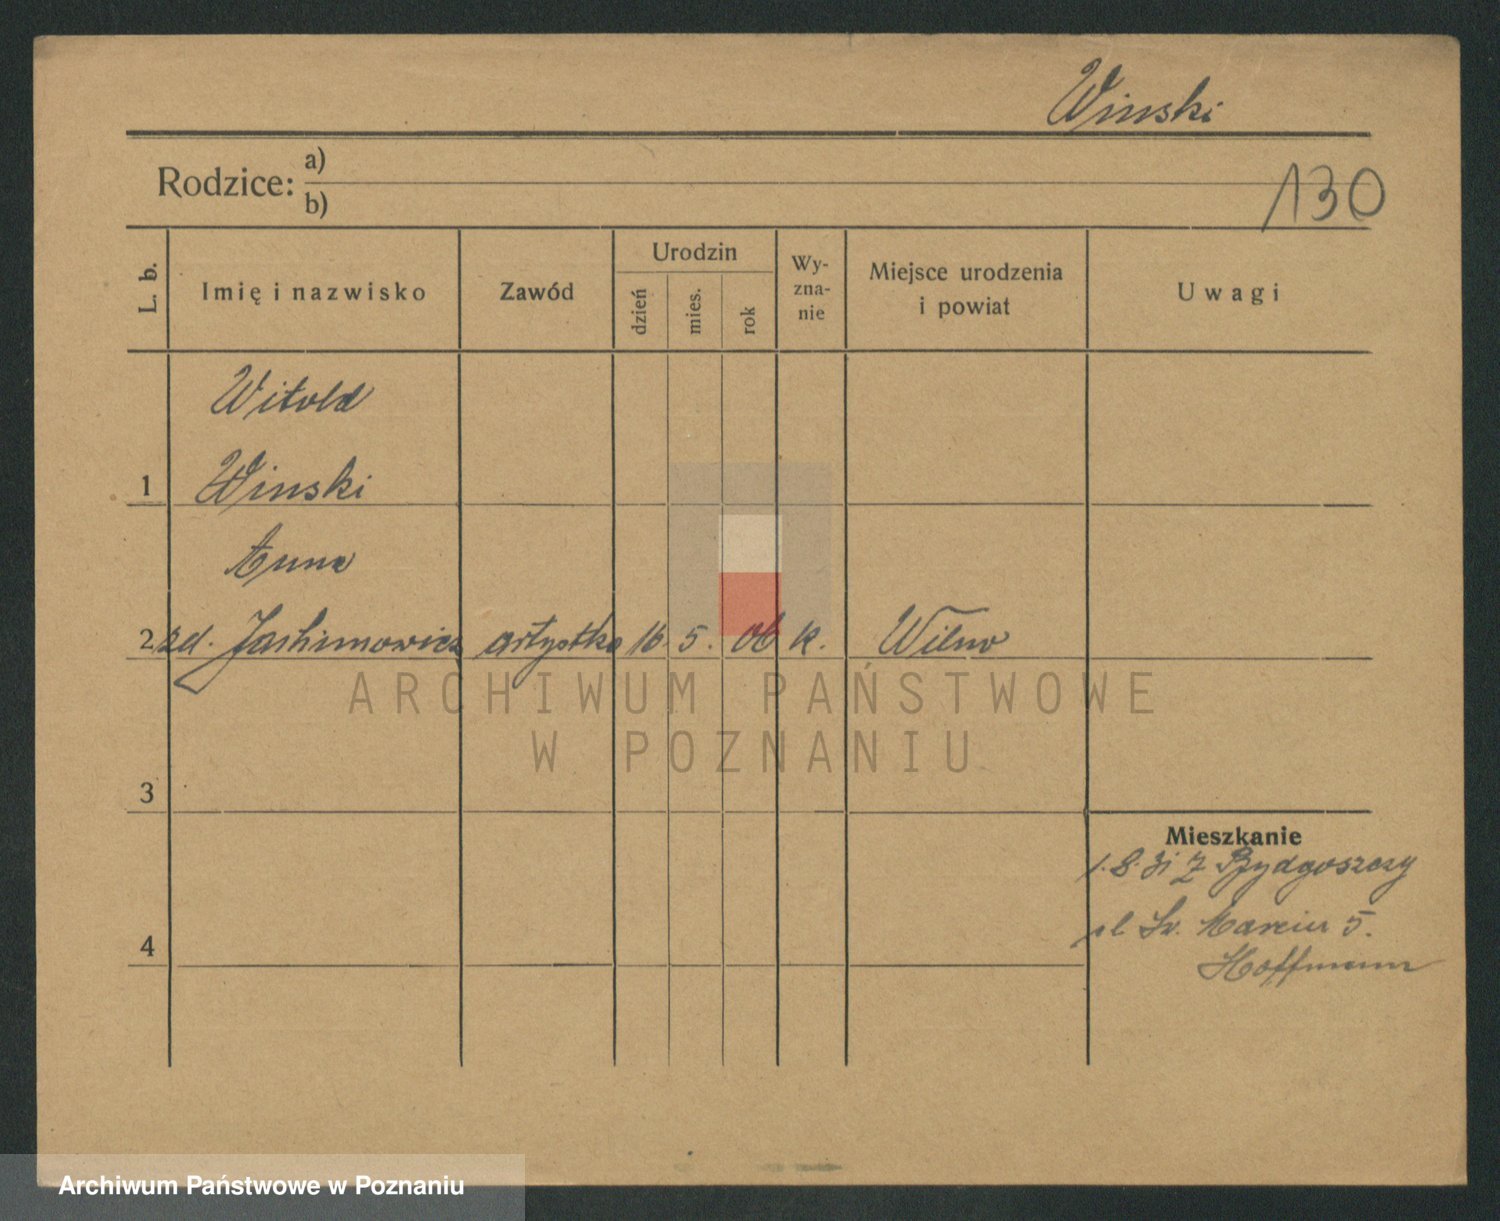 Winski
Rodzice: a)
b)
130
L. b.
Imię i nazwisko
Zawód
Urodzin
dzień
mies.
rok
Wy-
zna-
nie
Miejsce urodzenia
i powiat
Uwagi
Witold
1 Winski
Anna
2 zd. Jachimowicz artystka 16. 5. 06 k. Wilno
ARCHIWUM PAŃSTWOWE
W POZNANIU
3
Mieszkanie
1.8.31 z Bydgoszczy
4
Św. Marcin 5.
Hoffmann
Archiwum Państwowe w Poznaniu